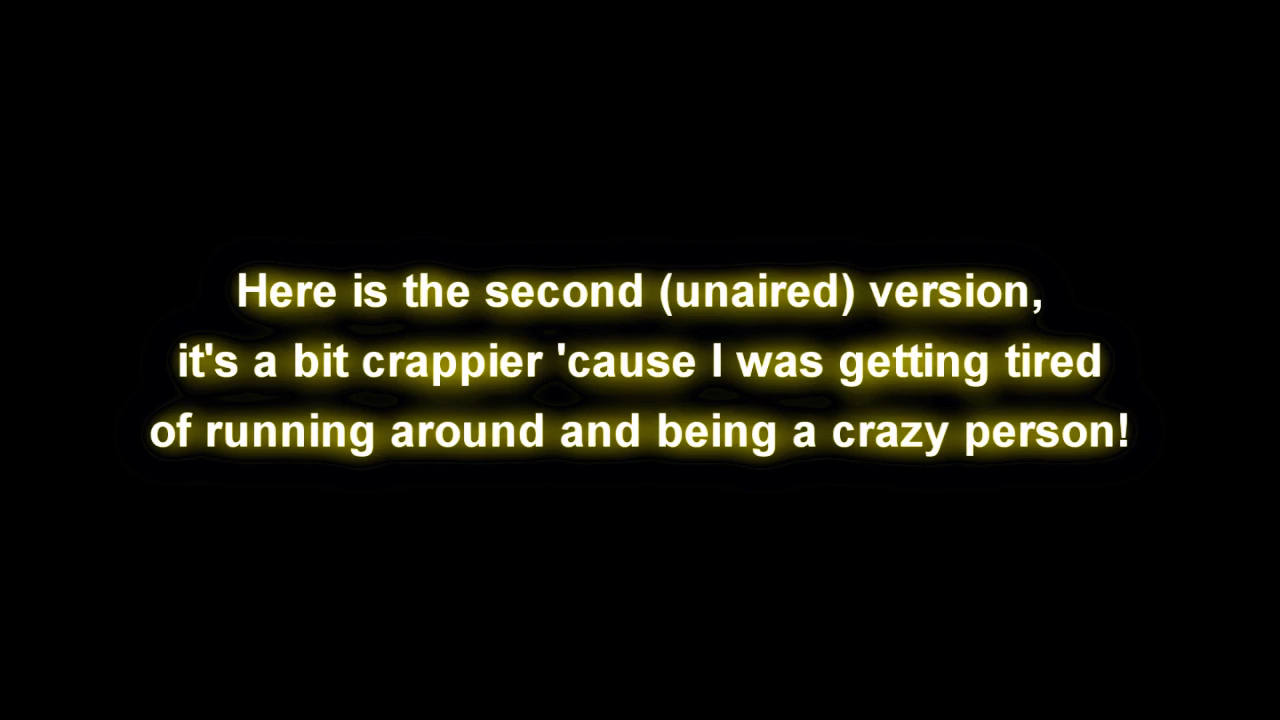 Here is the second (unaired) version,
it's a bit crappier 'cause I was getting tired
of running around and being a crazy person!